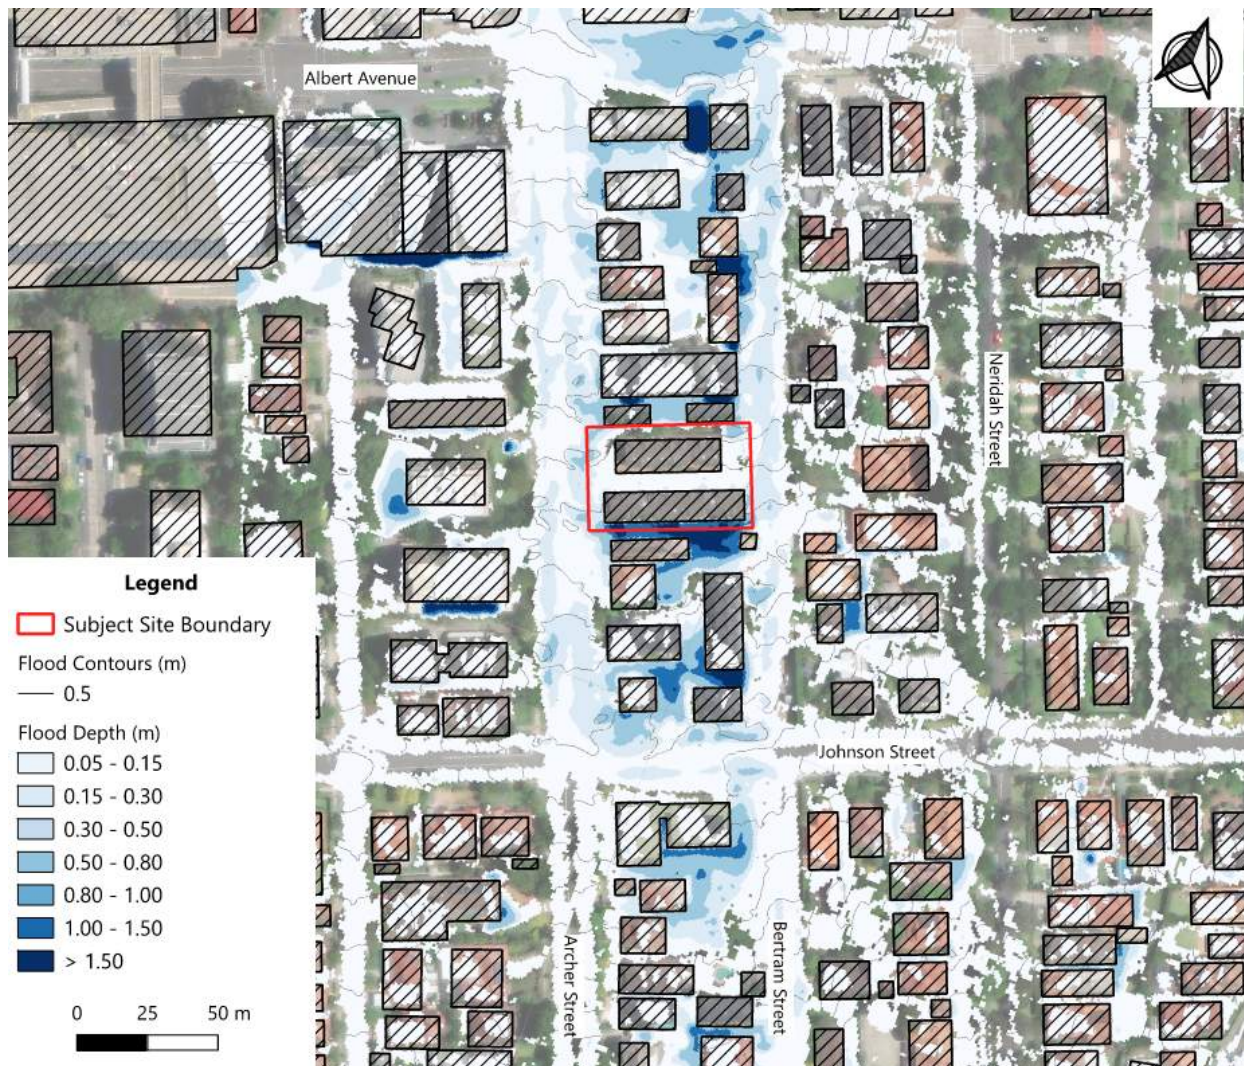 Albert Avenue
Neridah Street
Legend
Subject Site Boundary
Flood Contours (m)
0.5
Flood Depth (m)
0.05 - 0.15
0.15 - 0.30
0.30 - 0.50
0.50 - 0.80
0.80 - 1.00
1.00 - 1.50
> 1.50
0 25 50 m
Johnson Street
Archer Street
Bertram Street